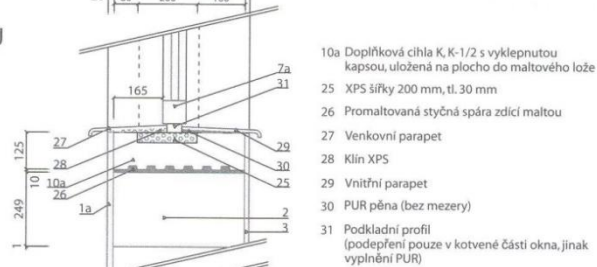 7a
31
165
27
29
28
30
10a
25
26
1a
2
3
125
10
249
1
10a Doplňková cihla K, K-1/2 s vyklepnutou
kapsou, uložená na plocho do maltového lože
25 XPS šířky 200 mm, tl. 30 mm
26 Promaltovaná styčná spára zdící maltou
27 Venkovní parapet
28 Klín XPS
29 Vnitřní parapet
30 PUR pěna (bez mezery)
31 Podkladní profil
(podepření pouze v kotvené části okna, jinak
vyplnění PUR)